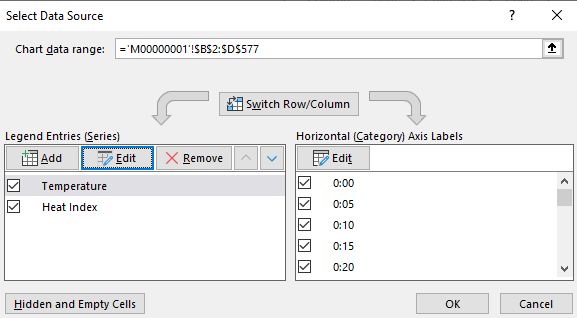 Select Data Source
? ×
Chart data range: ='M00000001'!$B$2:$D$577
Switch Row/Column
Legend Entries (Series)
Add Edit Remove
Temperature
Heat Index
Horizontal (Category) Axis Labels
Edit
0:00
0:05
0:10
0:15
0:20
Hidden and Empty Cells
OK Cancel